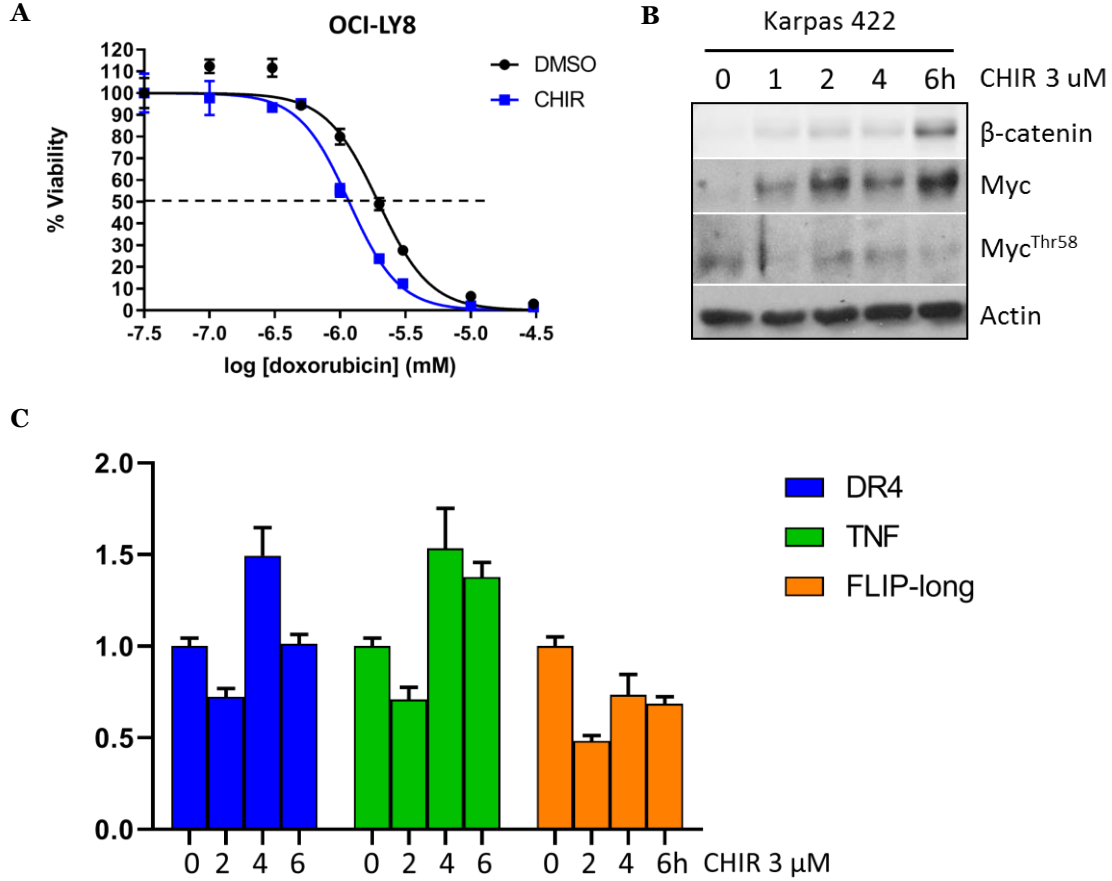 A
OCI-LY8
120
110
100
90
80
70
60
50
40
30
20
10
0
% Viability
-7.5 -7.0 -6.5 -6.0 -5.5 -5.0 -4.5
log [doxorubicin] (mM)
DMSO
CHIR
B
Karpas 422
0 1 2 4 6h CHIR 3 uM
β-catenin
Myc
Myc^Thr58
Actin
C
2.0
1.5
1.0
0.5
0.0
0 2 4 6 0 2 4 6 0 2 4 6h CHIR 3 μM
DR4
TNF
FLIP-long